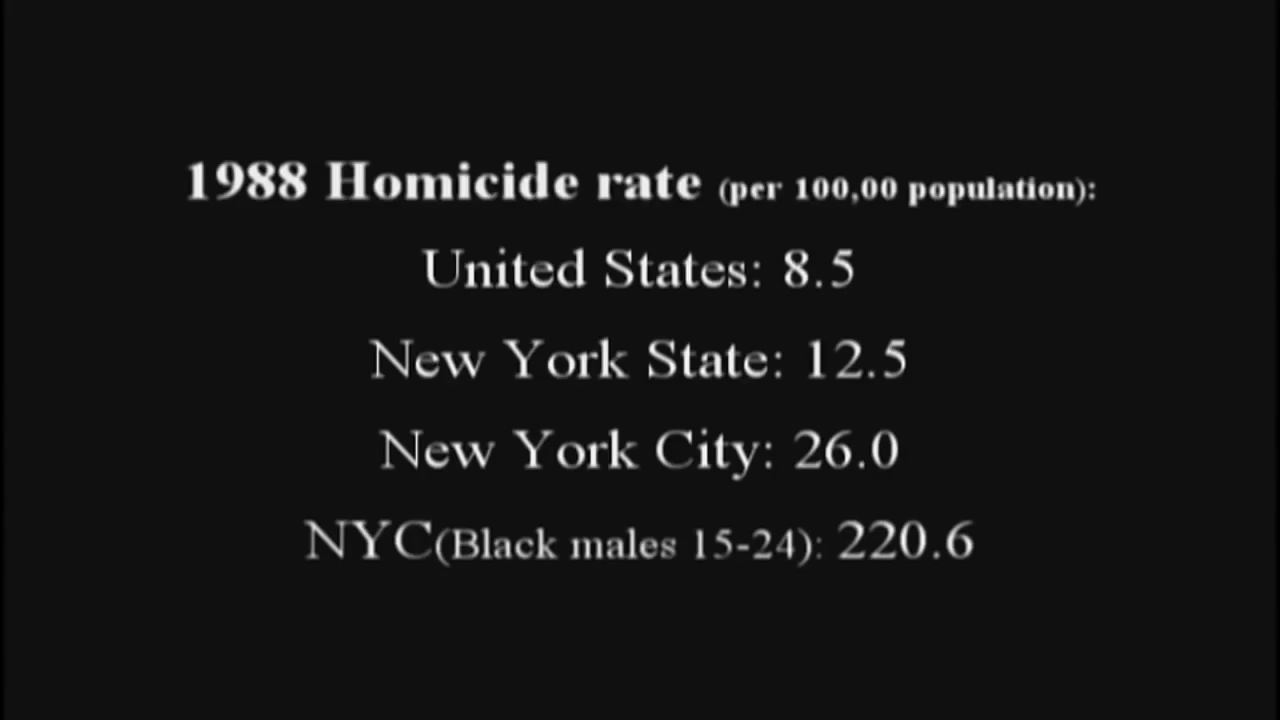 1988 Homicide rate (per 100,00 population):
United States: 8.5
New York State: 12.5
New York City: 26.0
NYC(Black males 15-24): 220.6